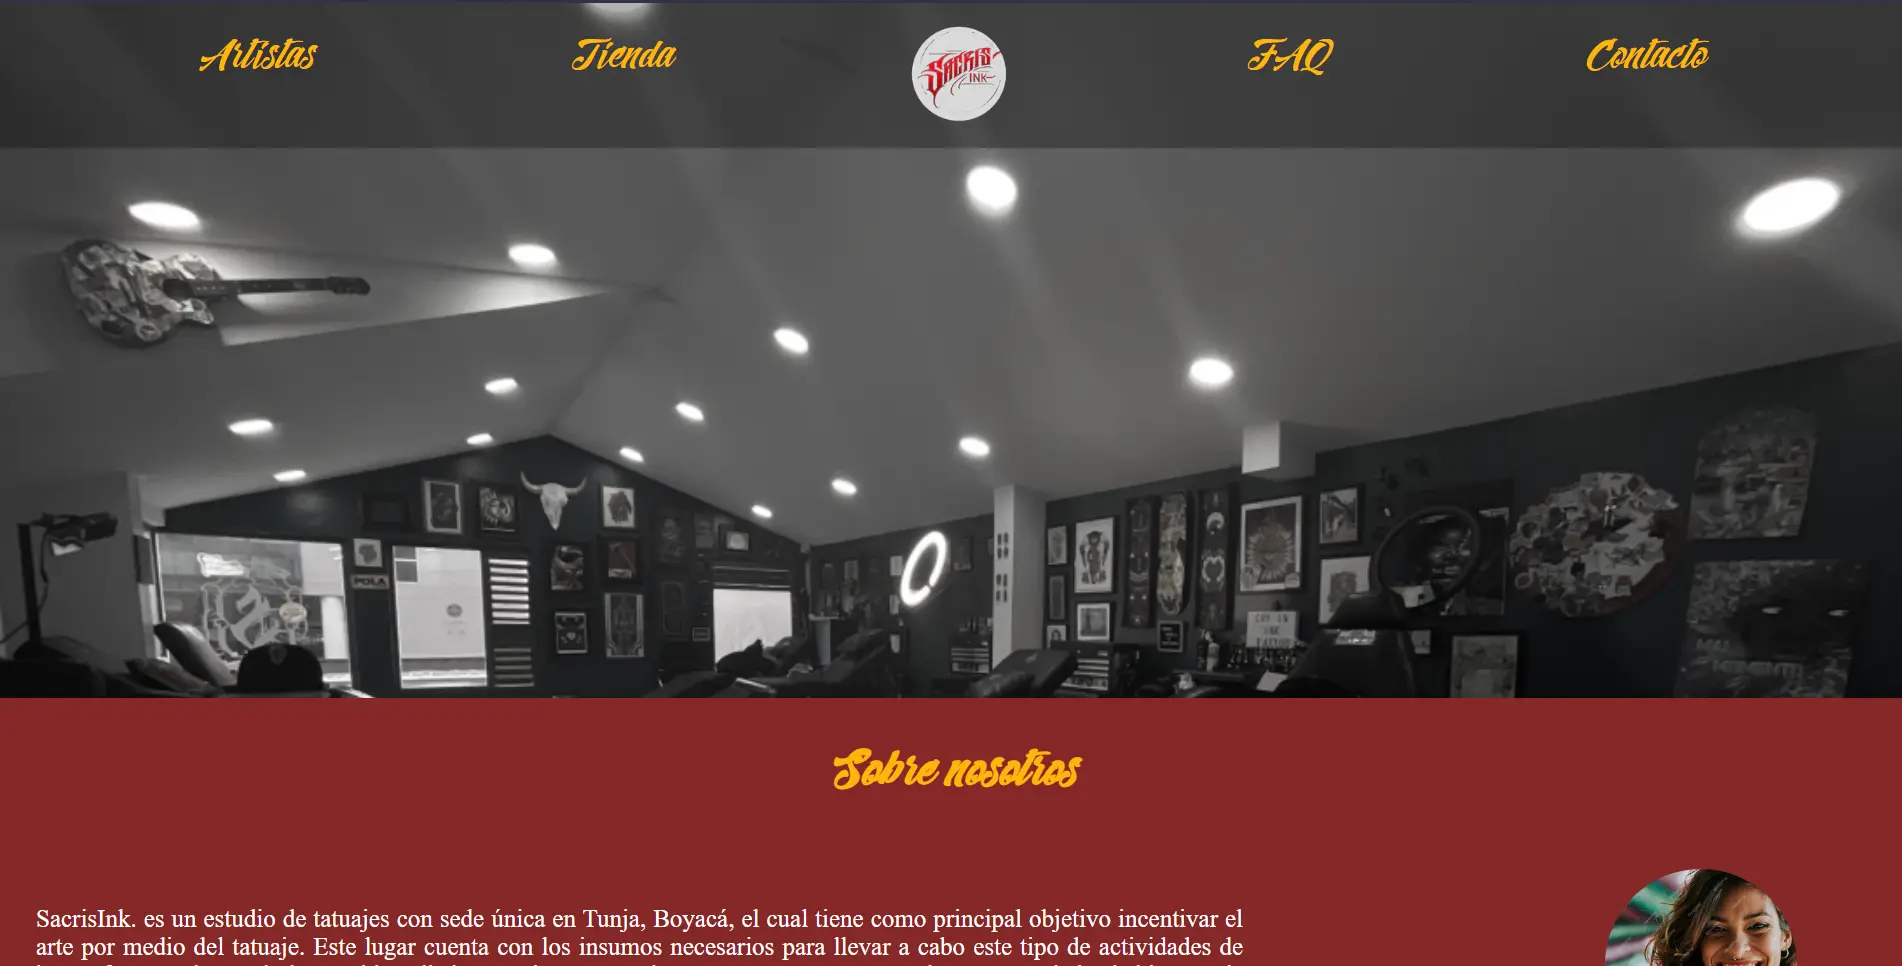 Artistas
Tienda
SACRIS
INK
FAQ
Contacto
POLA
Sobre nosotros
SacrisInk. es un estudio de tatuajes con sede única en Tunja, Boyacá, el cual tiene como principal objetivo incentivar el
arte por medio del tatuaje. Este lugar cuenta con los insumos necesarios para llevar a cabo este tipo de actividades de